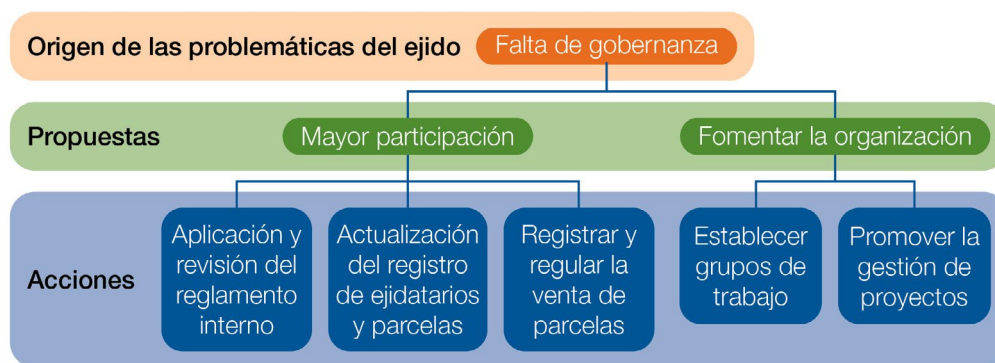 Origen de las problemáticas del ejido
Falta de gobernanza
Propuestas
Mayor participación
Fomentar la organización
Acciones
Aplicación y
revisión del
reglamento
interno
Actualización
del registro
de ejidatarios
y parcelas
Registrar y
regular la
venta de
parcelas
Establecer
grupos de
trabajo
Promover la
gestión de
proyectos